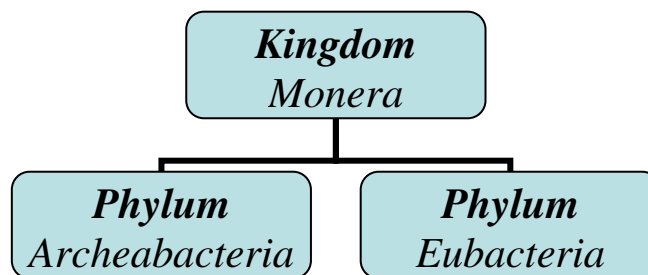 Kingdom
Monera
Phylum
Archeabacteria
Phylum
Eubacteria